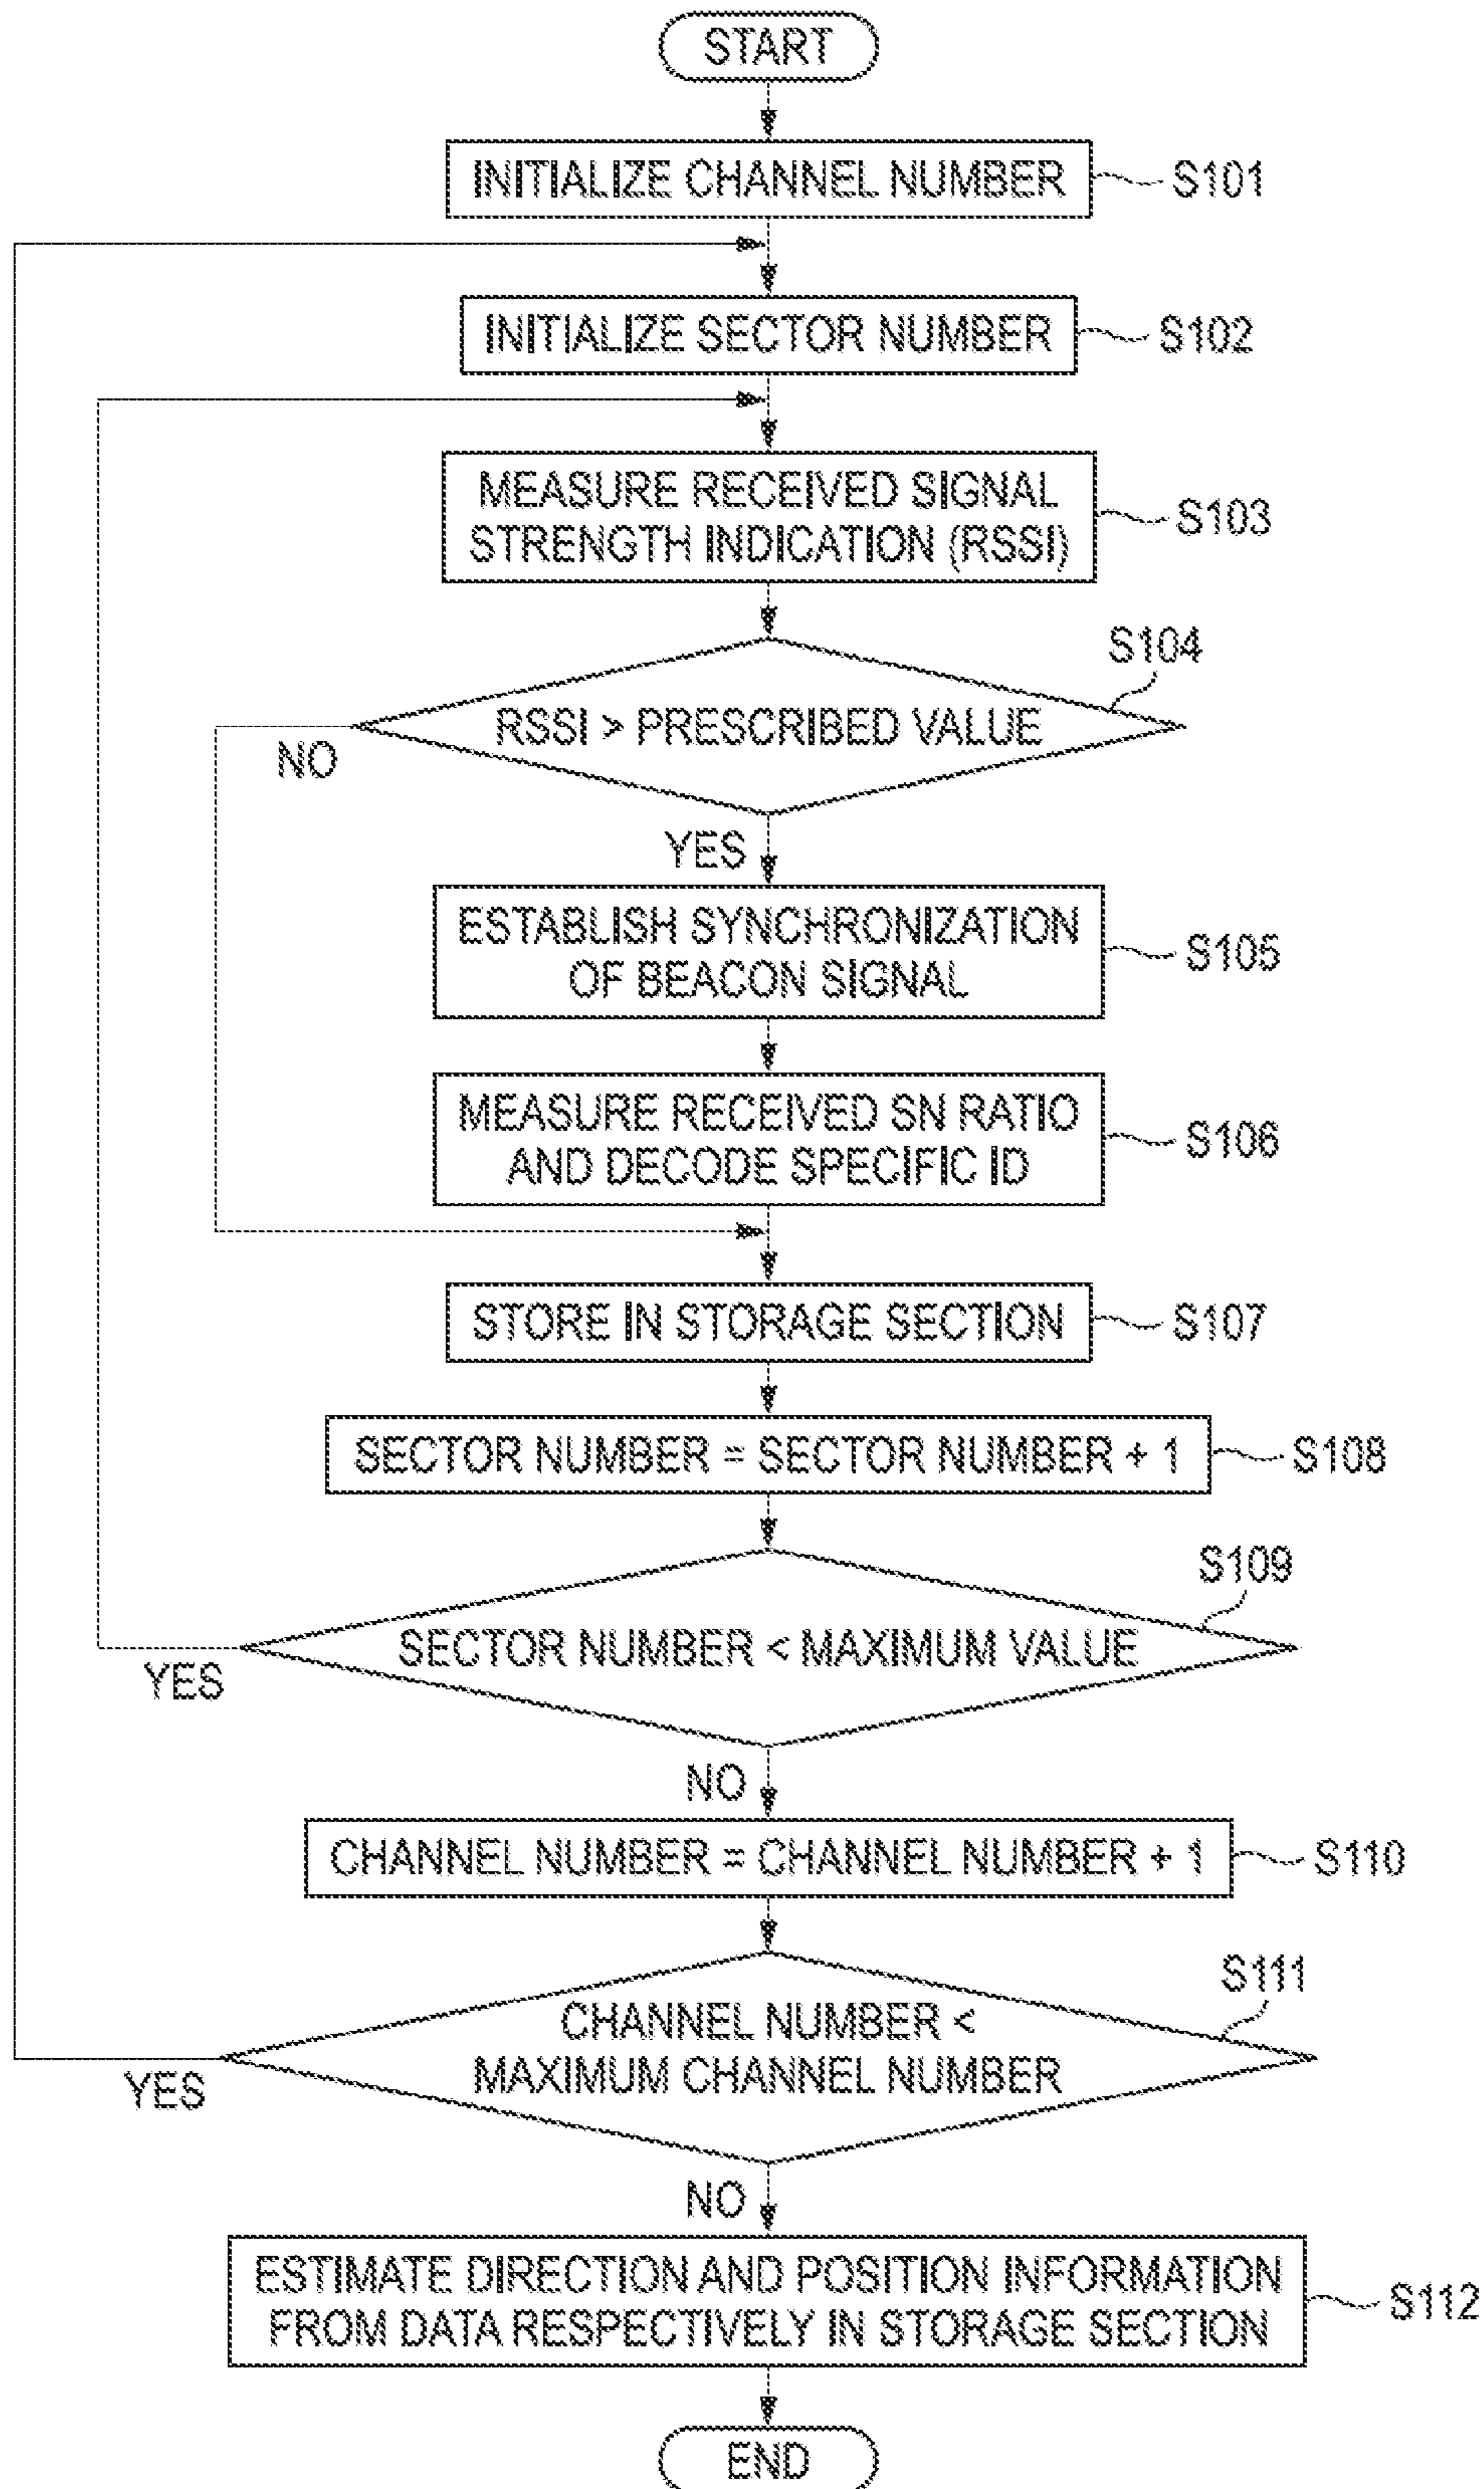 START
INITIALIZE CHANNEL NUMBER
S101
INITIALIZE SECTOR NUMBER
S102
MEASURE RECEIVED SIGNAL
STRENGTH INDICATION (RSSI)
S103
S104
RSSI > PRESCRIBED VALUE
NO
YES
ESTABLISH SYNCHRONIZATION
OF BEACON SIGNAL
S105
MEASURE RECEIVED SN RATIO
AND DECODE SPECIFIC ID
S106
STORE IN STORAGE SECTION
S107
SECTOR NUMBER = SECTOR NUMBER + 1
S108
S109
SECTOR NUMBER < MAXIMUM VALUE
YES
NO
CHANNEL NUMBER = CHANNEL NUMBER + 1
S110
S111
CHANNEL NUMBER <
MAXIMUM CHANNEL NUMBER
YES
NO
ESTIMATE DIRECTION AND POSITION INFORMATION
FROM DATA RESPECTIVELY IN STORAGE SECTION
S112
END